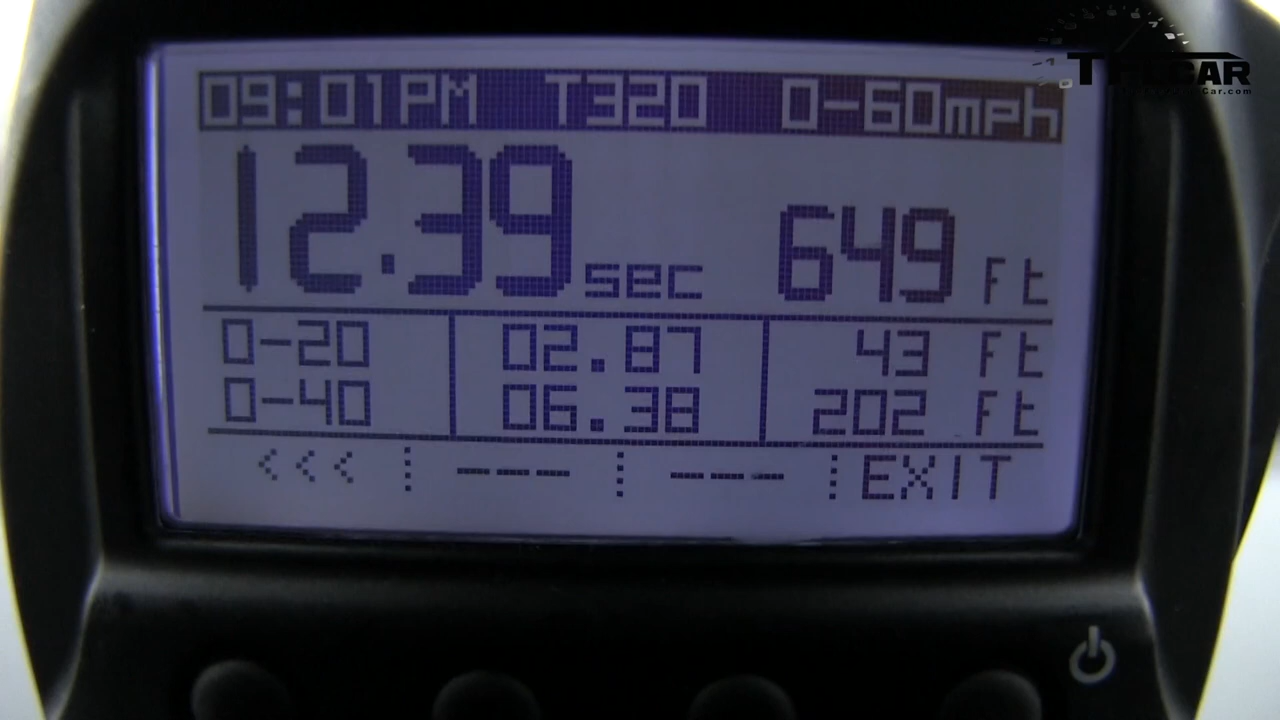 TFLCAR
09:01PM T320 0-60mph
12.39 sec 649 ft
0-20 02.87 43 ft
0-40 06.38 202 ft
<<< --- --- EXIT